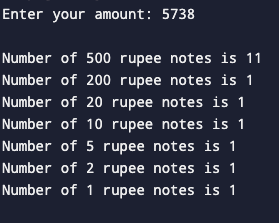 Enter your amount: 5738
Number of 500 rupee notes is 11
Number of 200 rupee notes is 1
Number of 20 rupee notes is 1
Number of 10 rupee notes is 1
Number of 5 rupee notes is 1
Number of 2 rupee notes is 1
Number of 1 rupee notes is 1